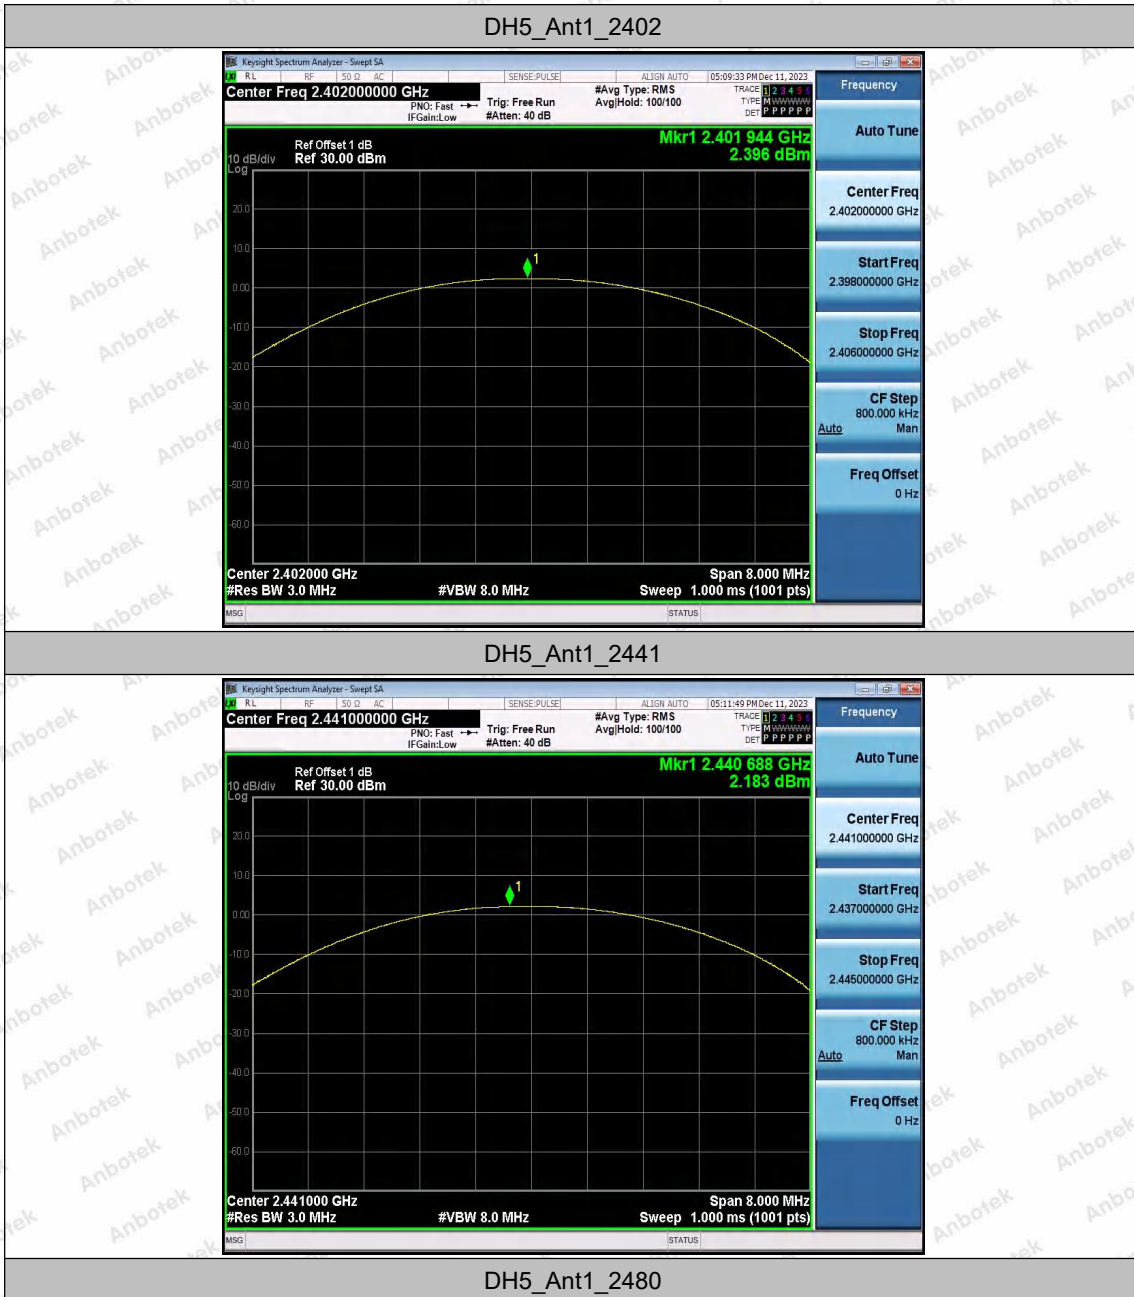 DH5_Ant1_2402
Keysight Spectrum Analyzer - Swept SA
LXI RL RF 50 Ω AC SENSE:PULSE ALIGN AUTO 05:09:33 PM Dec 11, 2023
Center Freq 2.402000000 GHz
PNO: Fast
IFGain:Low
Trig: Free Run
#Atten: 40 dB
#Avg Type: RMS
Avg|Hold: 100/100
TRACE 1 2 3 4 5 6
TYPE M WWWWW
DET P P P P P P
Frequency
Mkr1 2.401 944 GHz
2.396 dBm
Ref Offset 1 dB
10 dB/div Ref 30.00 dBm
Log
20.0
10.0
0.00
-10.0
-20.0
-30.0
-40.0
-50.0
-60.0
1
Center 2.402000 GHz Span 8.000 MHz
#Res BW 3.0 MHz #VBW 8.0 MHz Sweep 1.000 ms (1001 pts)
MSG STATUS
Auto Tune
Center Freq
2.402000000 GHz
Start Freq
2.398000000 GHz
Stop Freq
2.406000000 GHz
CF Step
800.000 kHz
Auto Man
Freq Offset
0 Hz
DH5_Ant1_2441
Keysight Spectrum Analyzer - Swept SA
LXI RL RF 50 Ω AC SENSE:PULSE ALIGN AUTO 05:11:49 PM Dec 11, 2023
Center Freq 2.441000000 GHz
PNO: Fast
IFGain:Low
Trig: Free Run
#Atten: 40 dB
#Avg Type: RMS
Avg|Hold: 100/100
TRACE 1 2 3 4 5 6
TYPE M WWWWW
DET P P P P P P
Frequency
Mkr1 2.440 688 GHz
2.183 dBm
Ref Offset 1 dB
10 dB/div Ref 30.00 dBm
Log
20.0
10.0
0.00
-10.0
-20.0
-30.0
-40.0
-50.0
-60.0
1
Center 2.441000 GHz Span 8.000 MHz
#Res BW 3.0 MHz #VBW 8.0 MHz Sweep 1.000 ms (1001 pts)
MSG STATUS
Auto Tune
Center Freq
2.441000000 GHz
Start Freq
2.437000000 GHz
Stop Freq
2.445000000 GHz
CF Step
800.000 kHz
Auto Man
Freq Offset
0 Hz
DH5_Ant1_2480
Anbotek